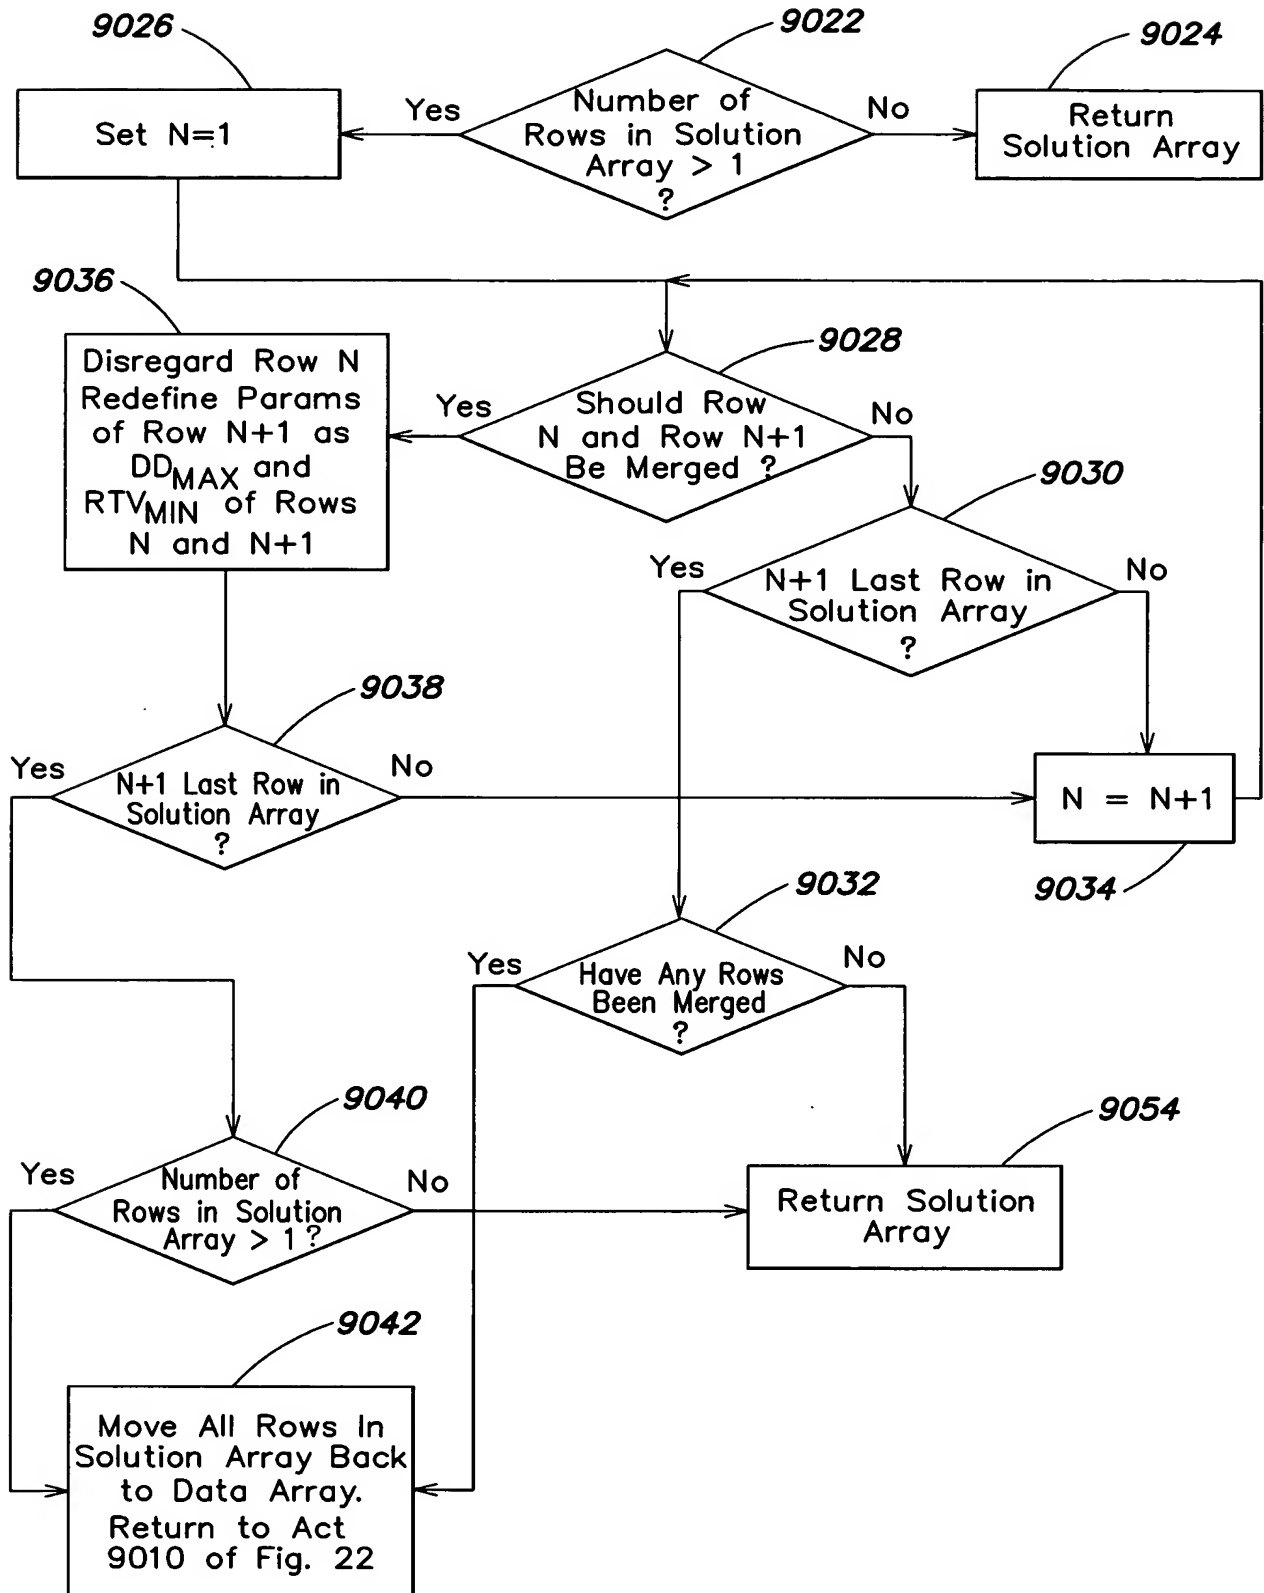 9026
9022
9024
Set N=1
Yes
Number of
Rows in Solution
Array > 1
?
No
Return
Solution Array
9036
9028
Disregard Row N
Redefine Params
of Row N+1 as
DDMAX and
RTVMIN of Rows
N and N+1
Yes
Should Row
N and Row N+1
Be Merged ?
No
9030
Yes
N+1 Last Row in
Solution Array
?
No
9038
Yes
N+1 Last Row in
Solution Array
?
No
N = N+1
9034
9032
Yes
Have Any Rows
Been Merged
?
No
9040
9054
Yes
Number of
Rows in Solution
Array > 1 ?
No
Return Solution
Array
9042
Move All Rows In
Solution Array Back
to Data Array.
Return to Act
9010 of Fig. 22